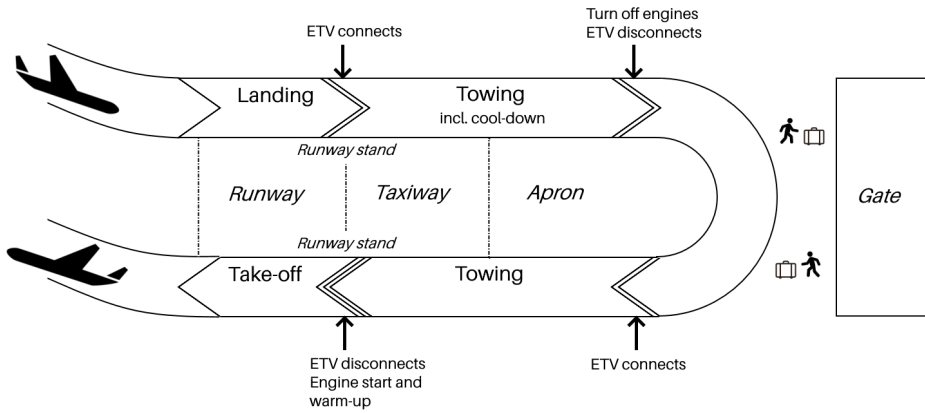 Turn off engines
ETV connects
ETV disconnects
Landing
Towing
incl. cool-down
Runway stand
Runway
Taxiway
Apron
Gate
Runway stand
Take-off
Towing
ETV disconnects
ETV connects
Engine start and
warm-up